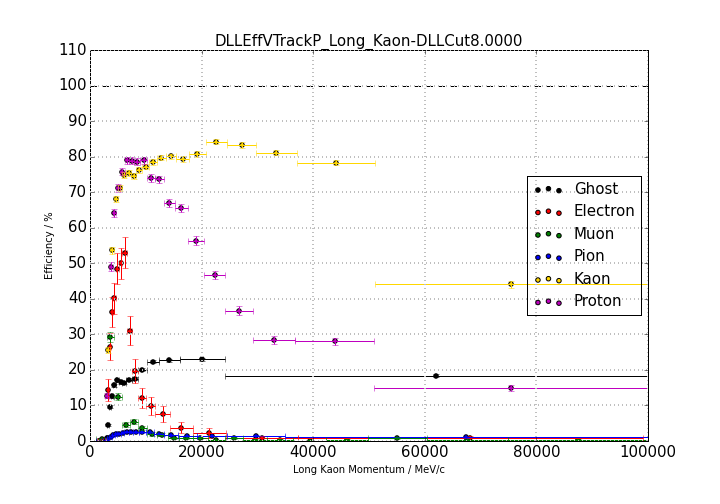 DLLEffVTrackP_Long_Kaon-DLLCut8.0000
110
100
90
80
70
60
50
40
30
20
10
0
Efficiency / %
Ghost
Electron
Muon
Pion
Kaon
Proton
0 20000 40000 60000 80000 100000
Long Kaon Momentum / MeV/c